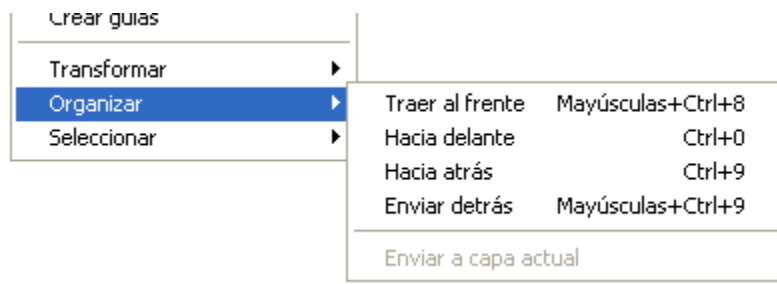 Crear guías
Transformar
Organizar
Seleccionar
Traer al frente Mayúsculas+Ctrl+8
Hacia delante Ctrl+0
Hacia atrás Ctrl+9
Enviar detrás Mayúsculas+Ctrl+9
Enviar a capa actual